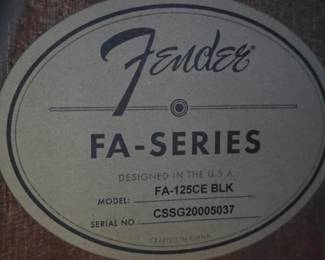 Fender
FA-SERIES
DESIGNED IN THE U.S.A.
MODEL: FA-125CE BLK
SERIAL NO.: CSSG20005037
CRAFTED IN CHINA